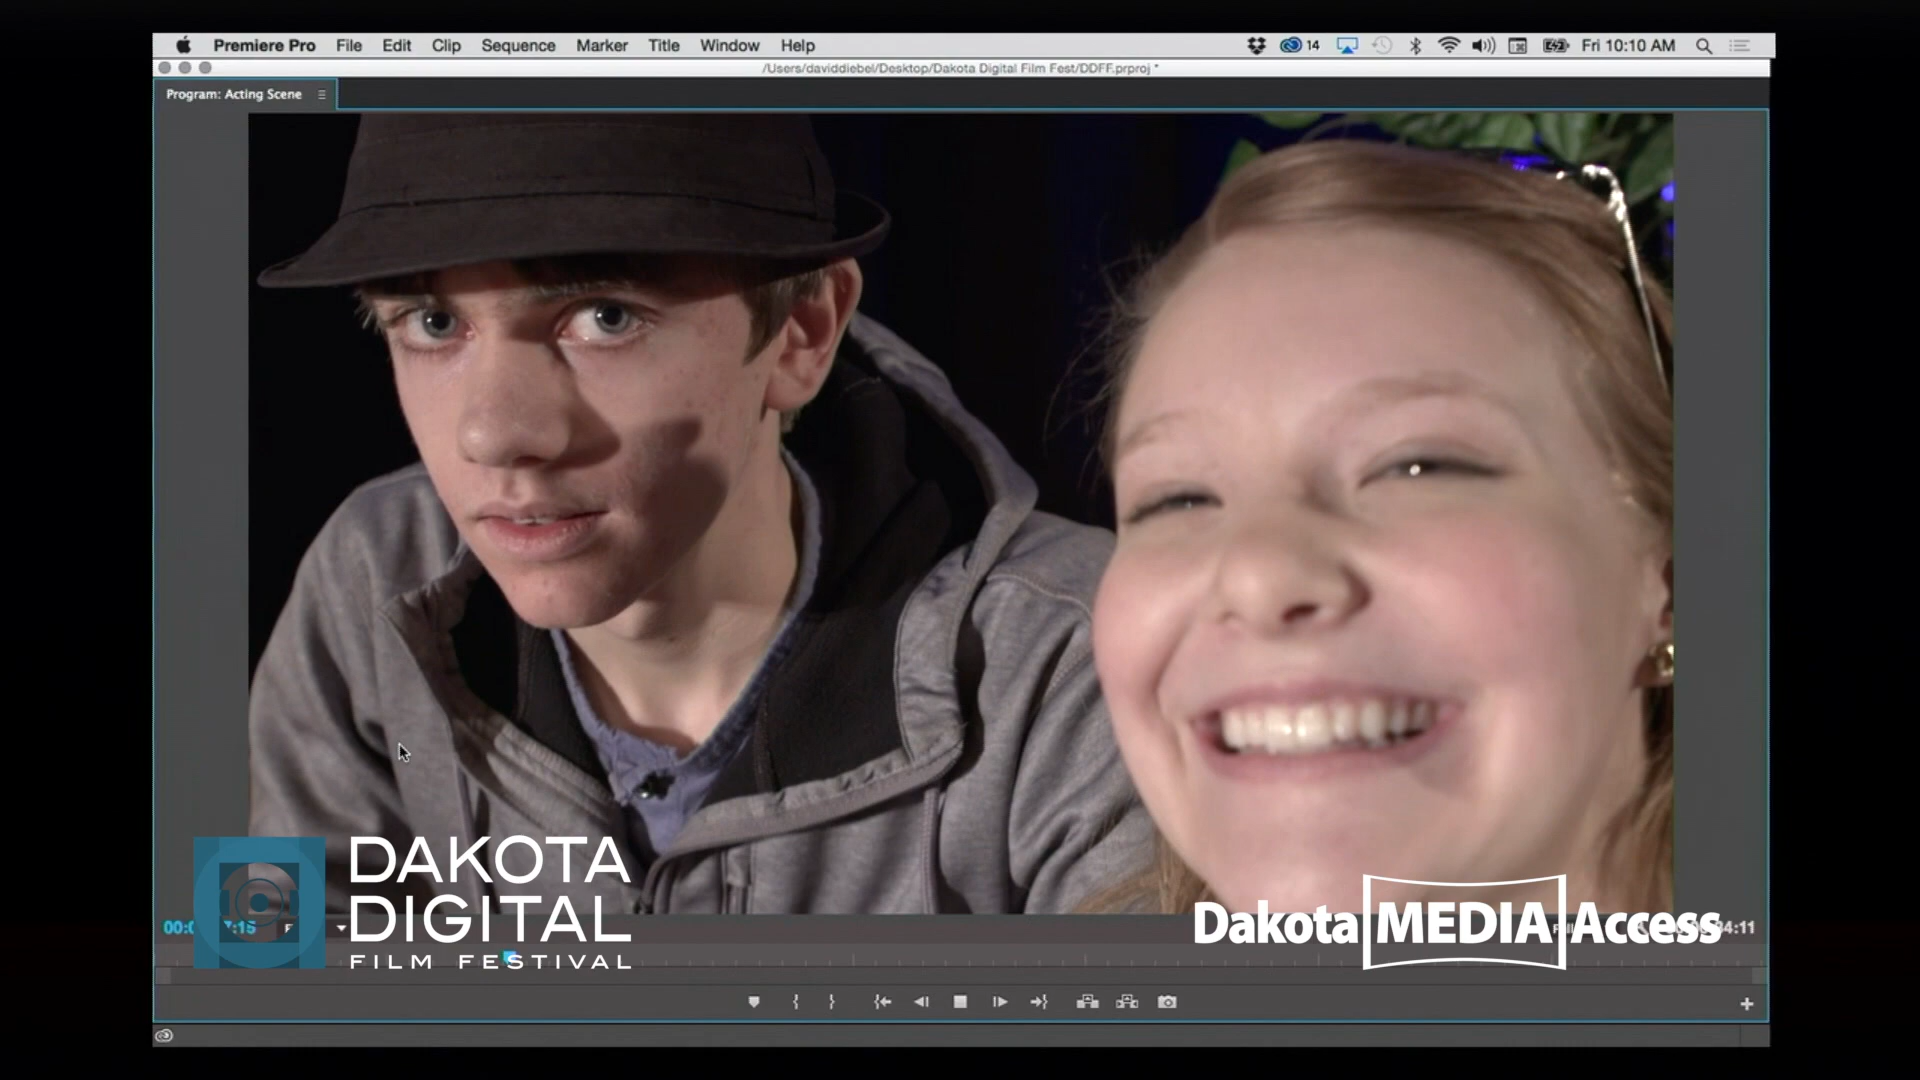 Premiere Pro File Edit Clip Sequence Marker Title Window Help 14 Fri 10:10 AM
/Users/daviddiebel/Desktop/Dakota Digital Film Fest/DDFF.prproj *
Program: Acting Scene
DAKOTA
DIGITAL
FILM FESTIVAL
Dakota MEDIA Access